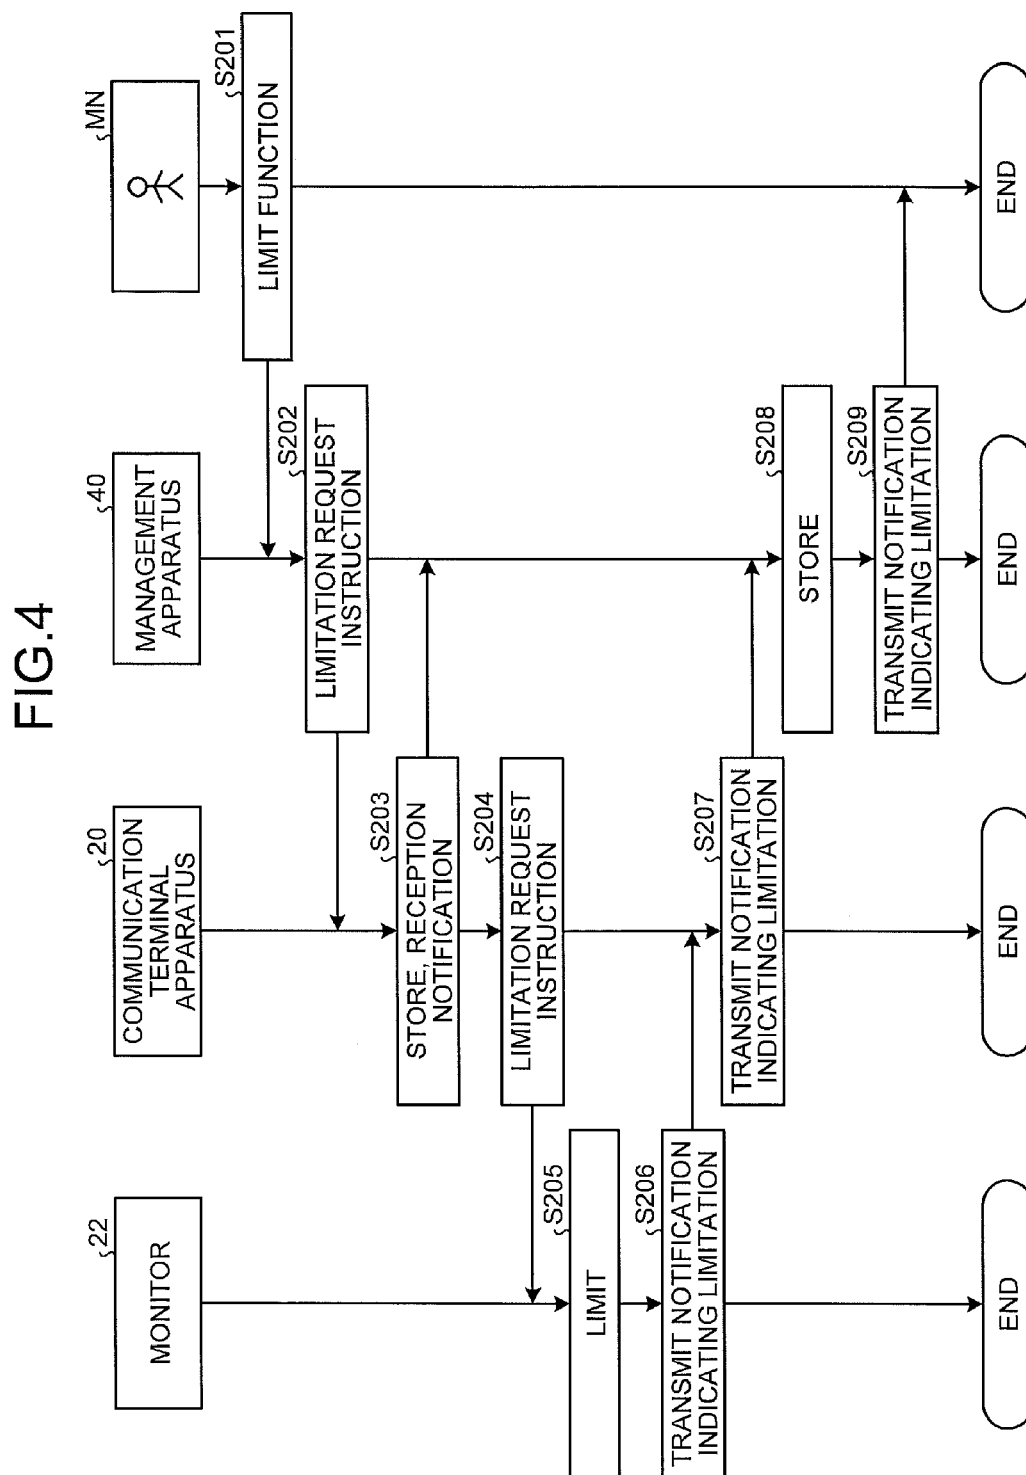 FIG.4
22
MONITOR
20
COMMUNICATION
TERMINAL
APPARATUS
40
MANAGEMENT
APPARATUS
MN
S201
LIMIT FUNCTION
S202
LIMITATION REQUEST
INSTRUCTION
S203
STORE, RECEPTION
NOTIFICATION
S204
LIMITATION REQUEST
INSTRUCTION
S205
LIMIT
S206
TRANSMIT NOTIFICATION
INDICATING LIMITATION
S207
TRANSMIT NOTIFICATION
INDICATING LIMITATION
S208
STORE
S209
TRANSMIT NOTIFICATION
INDICATING LIMITATION
END
END
END
END